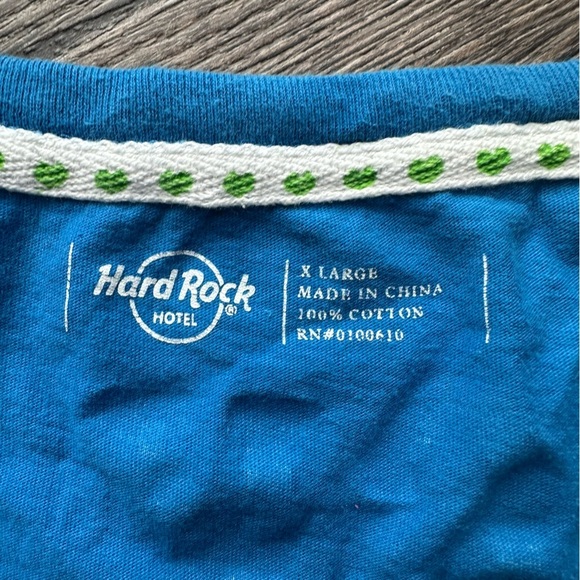 Hard Rock
HOTEL
®
X LARGE
MADE IN CHINA
100% COTTON
RN#0100610